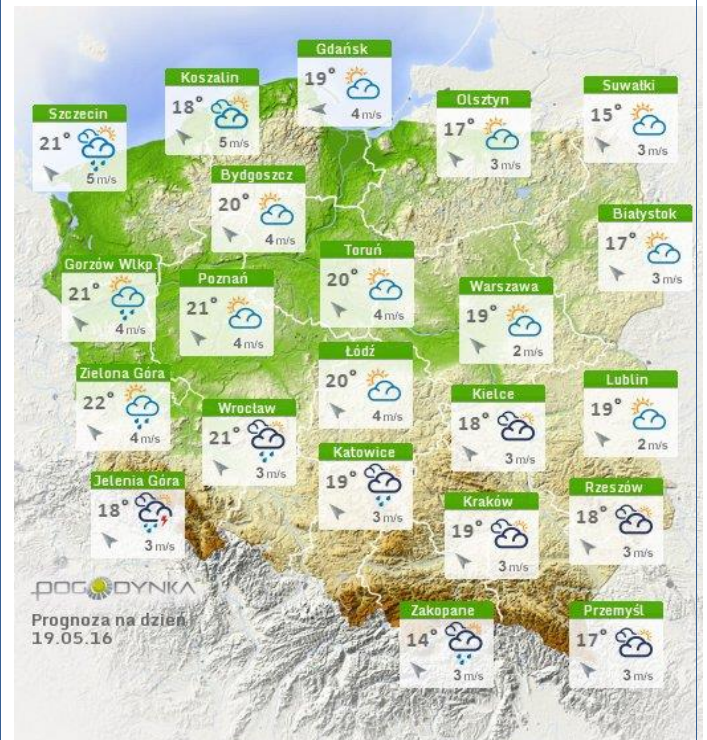 Gdańsk
19°
4 m/s
Koszalin
18°
5 m/s
Suwałki
15°
3 m/s
Olsztyn
17°
3 m/s
Szczecin
21°
5 m/s
Bydgoszcz
20°
4 m/s
Białystok
17°
3 m/s
Toruń
20°
4 m/s
Gorzów Wlkp.
21°
4 m/s
Poznań
21°
4 m/s
Warszawa
19°
2 m/s
Łódź
20°
4 m/s
Zielona Góra
22°
4 m/s
Lublin
19°
2 m/s
Kielce
18°
3 m/s
Wrocław
21°
3 m/s
Katowice
19°
3 m/s
Jelenia Góra
18°
3 m/s
Rzeszów
18°
3 m/s
Kraków
19°
3 m/s
POGODYNKA
Prognoza na dzień
19.05.16
Zakopane
14°
3 m/s
Przemyśl
17°
3 m/s